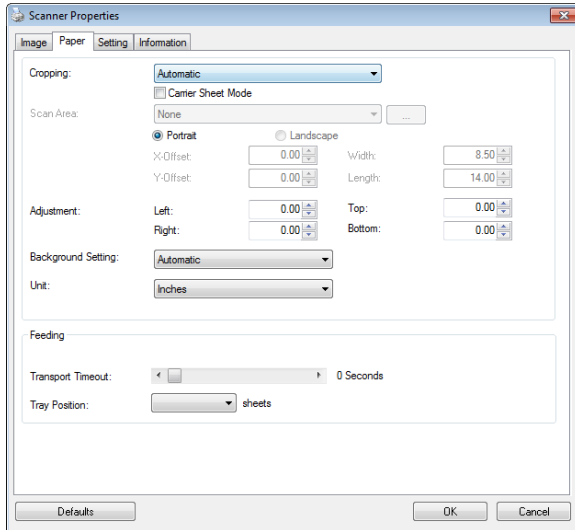 Scanner Properties
Image Paper Setting Information
Cropping: Automatic
Carrier Sheet Mode
Scan Area: None ...
Portrait Landscape
X-Offset: 0.00 Width: 8.50
Y-Offset: 0.00 Length: 14.00
Adjustment: Left: 0.00 Top: 0.00
Right: 0.00 Bottom: 0.00
Background Setting: Automatic
Unit: Inches
Feeding
Transport Timeout: 0 Seconds
Tray Position: sheets
Defaults OK Cancel